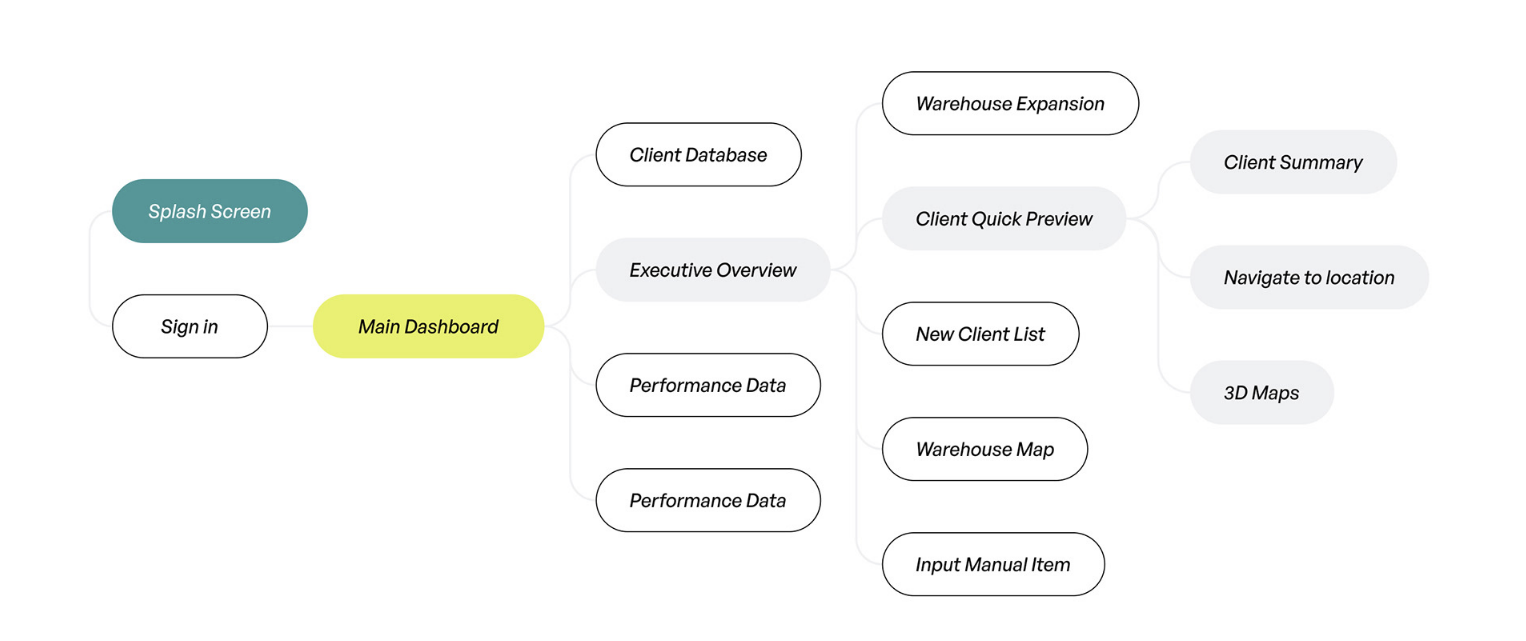 Splash Screen
Sign in
Main Dashboard
Client Database
Executive Overview
Performance Data
Performance Data
Warehouse Expansion
Client Quick Preview
New Client List
Warehouse Map
Input Manual Item
Client Summary
Navigate to location
3D Maps